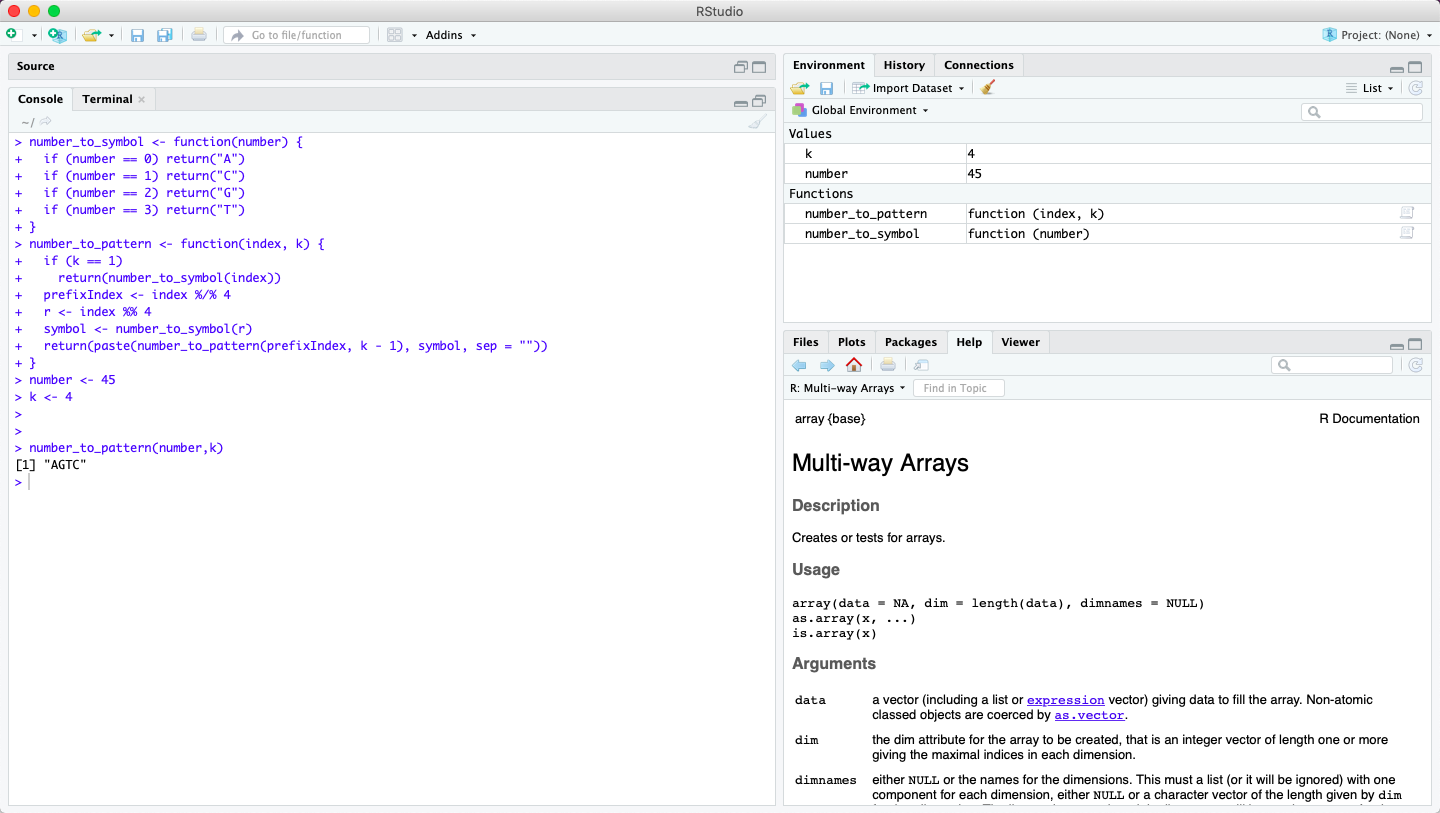 RStudio
Go to file/function
Addins
Project: (None)
Source
Console Terminal
~/
> number_to_symbol <- function(number) {
+   if (number == 0) return("A")
+   if (number == 1) return("C")
+   if (number == 2) return("G")
+   if (number == 3) return("T")
+ }
> number_to_pattern <- function(index, k) {
+   if (k == 1)
+     return(number_to_symbol(index))
+   prefixIndex <- index %/% 4
+   r <- index %% 4
+   symbol <- number_to_symbol(r)
+   return(paste(number_to_pattern(prefixIndex, k - 1), symbol, sep = ""))
+ }
> number <- 45
> k <- 4
>
>
> number_to_pattern(number,k)
[1] "AGTC"
>
Environment History Connections
Import Dataset List
Global Environment
Values
k 4
number 45
Functions
number_to_pattern function (index, k)
number_to_symbol function (number)
Files Plots Packages Help Viewer
R: Multi-way Arrays Find in Topic
array {base} R Documentation
Multi-way Arrays
Description
Creates or tests for arrays.
Usage
array(data = NA, dim = length(data), dimnames = NULL)
as.array(x, ...)
is.array(x)
Arguments
data a vector (including a list or expression vector) giving data to fill the array. Non-atomic
classed objects are coerced by as.vector.
dim the dim attribute for the array to be created, that is an integer vector of length one or more
giving the maximal indices in each dimension.
dimnames either NULL or the names for the dimensions. This must a list (or it will be ignored) with one
component for each dimension, either NULL or a character vector of the length given by dim